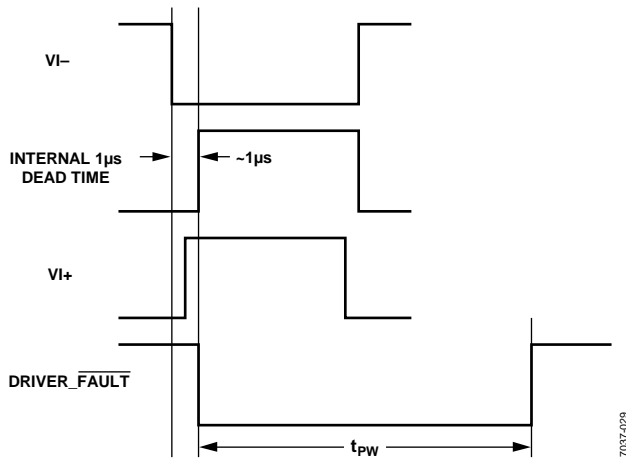 VI–
INTERNAL 1µs
DEAD TIME
~1µs
VI+
DRIVER_FAULT
tPW
7037-029